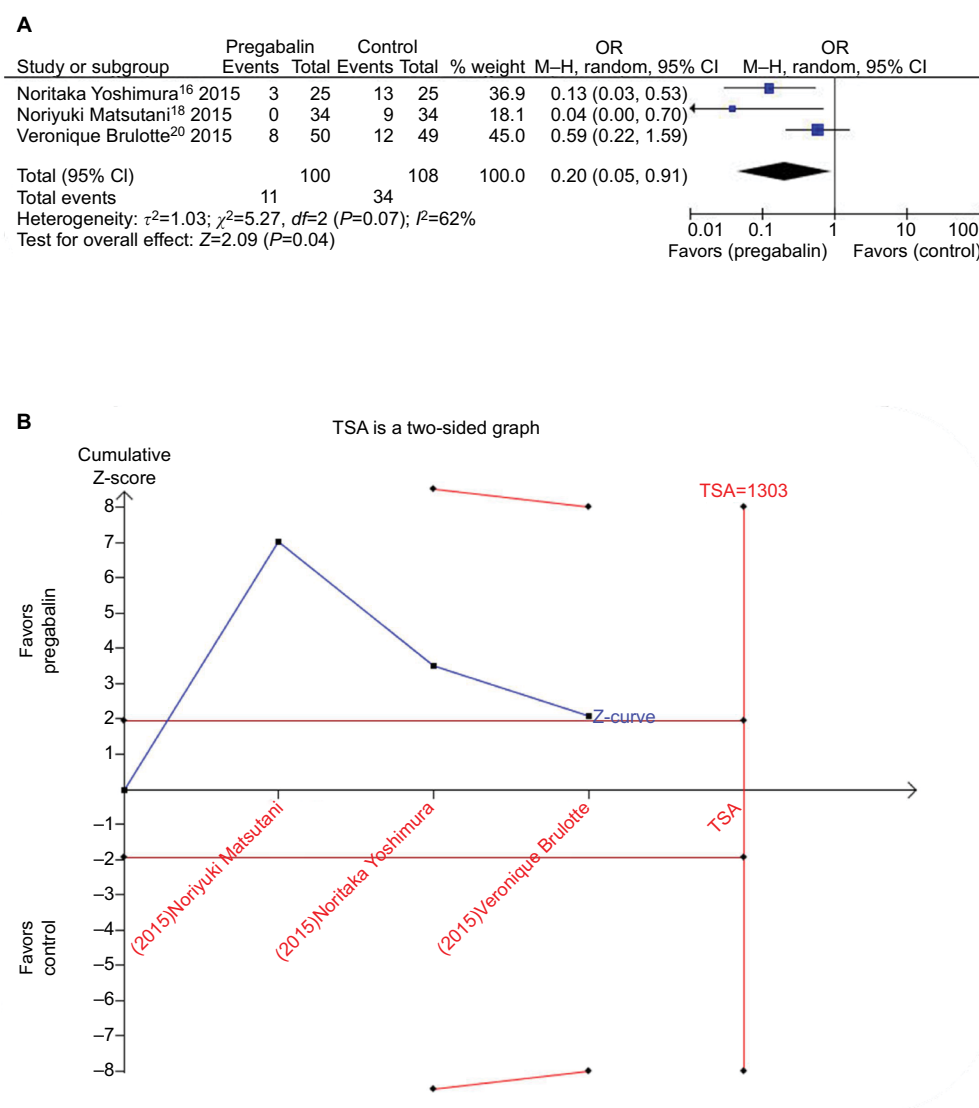 A
Pregabalin Control OR OR
Study or subgroup Events Total Events Total % weight M–H, random, 95% CI M–H, random, 95% CI
Noritaka Yoshimura¹⁶ 2015 3 25 13 25 36.9 0.13 (0.03, 0.53)
Noriyuki Matsutani¹⁸ 2015 0 34 9 34 18.1 0.04 (0.00, 0.70)
Veronique Brulotte²⁰ 2015 8 50 12 49 45.0 0.59 (0.22, 1.59)
Total (95% CI) 100 108 100.0 0.20 (0.05, 0.91)
Total events 11 34
Heterogeneity: τ²=1.03; χ²=5.27, df=2 (P=0.07); I²=62%
Test for overall effect: Z=2.09 (P=0.04)
0.01 0.1 1 10 100
Favors (pregabalin) Favors (control)
B
TSA is a two-sided graph
Cumulative
Z-score
TSA=1303
8
7
6
5
4
3
2
1
–1
–2
–3
–4
–5
–6
–7
–8
Favors
pregabalin
Favors
control
Z-curve
(2015)Noriyuki Matsutani
(2015)Noritaka Yoshimura
(2015)Veronique Brulotte
TSA